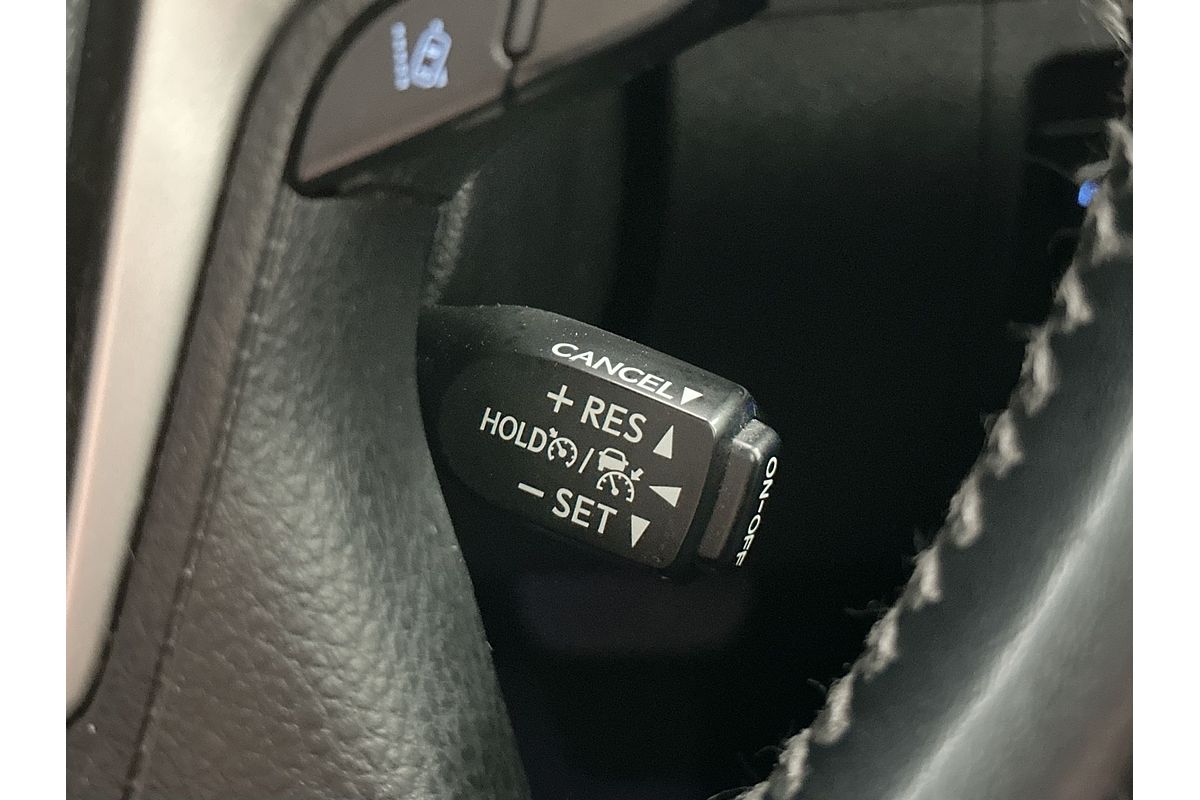 CANCEL▼
+ RES ▲
HOLD / ◀
− SET ▼
ON-OFF